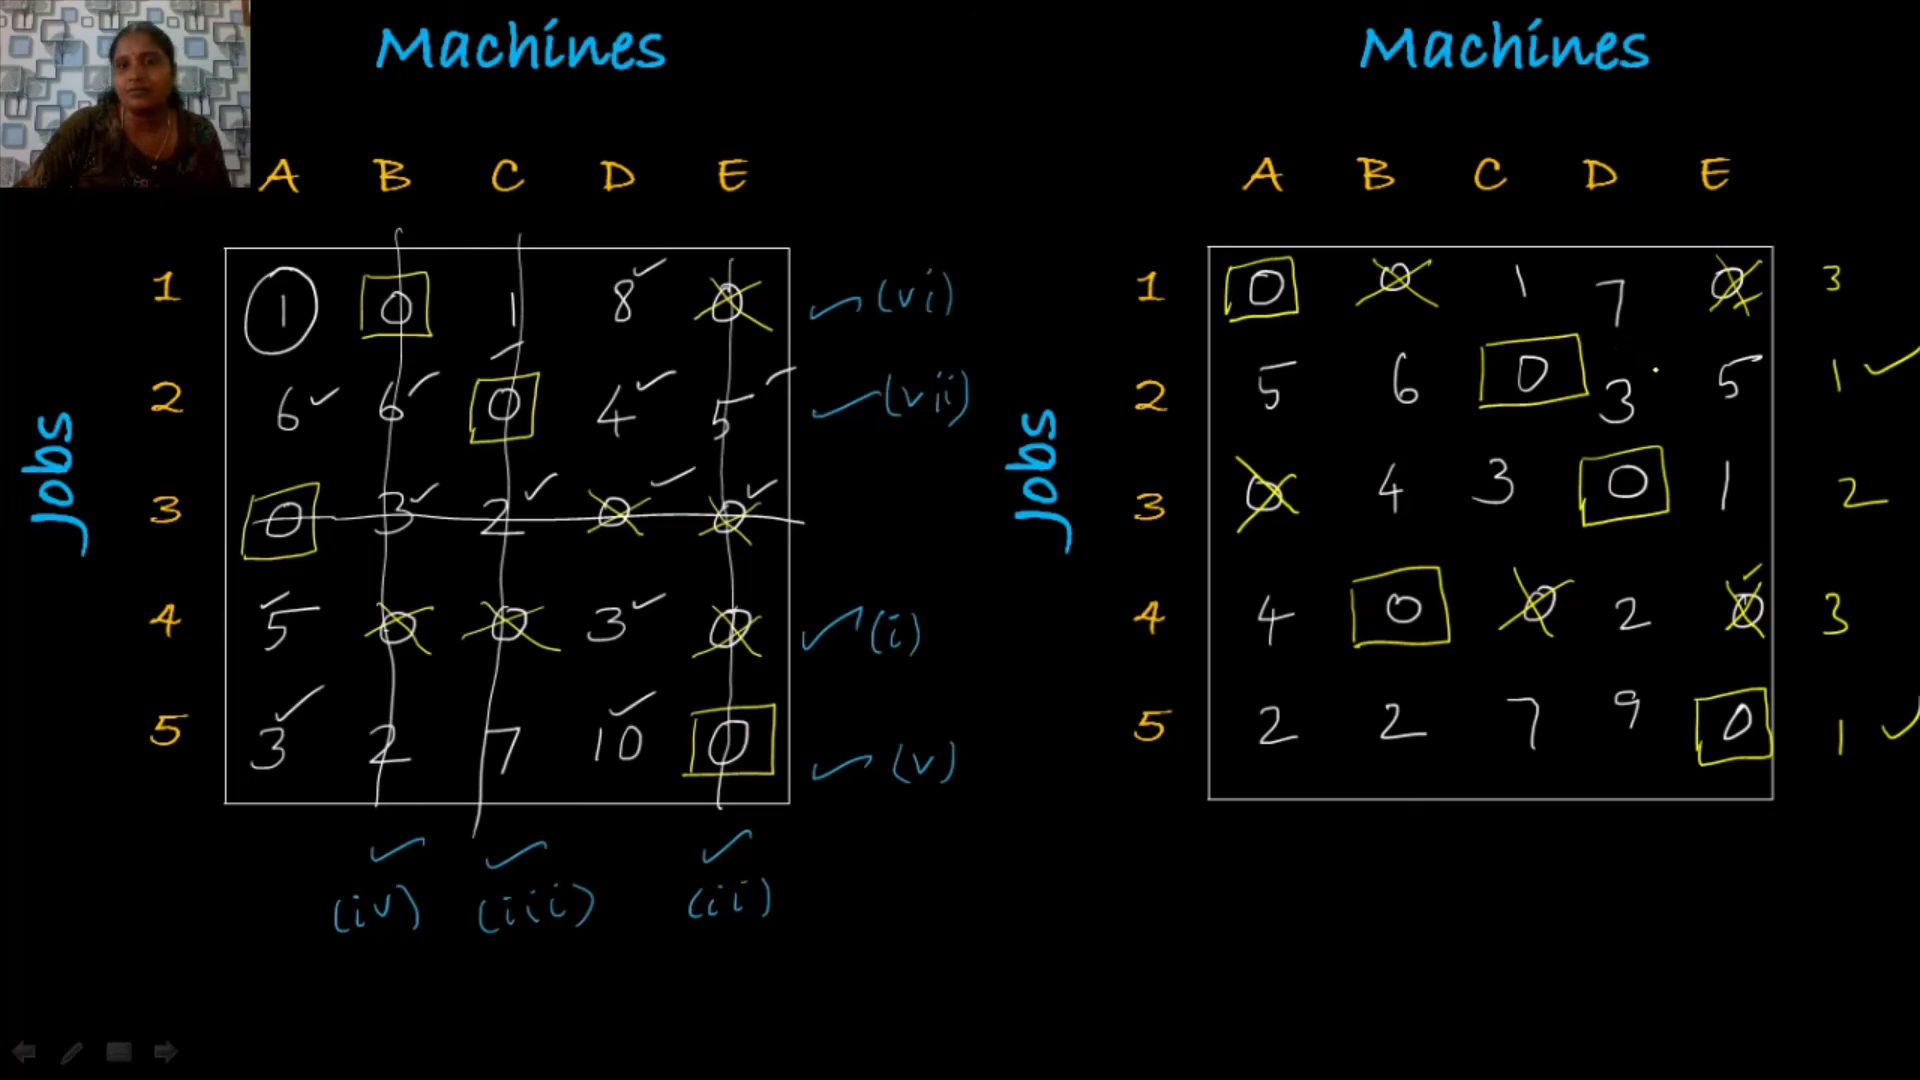 Machines
A B C D E
Jobs
1 1 0 1 8 0 (vi)
2 6 6 0 4 5 (vii)
3 0 3 2 0 0
4 5 0 0 3 0 (i)
5 3 2 7 10 0 (v)
(iv) (iii) (ii)
Machines
A B C D E
Jobs
1 0 0 1 7 0 3
2 5 6 0 3 5 1
3 0 4 3 0 1 2
4 4 0 0 2 0 3
5 2 2 7 9 0 1